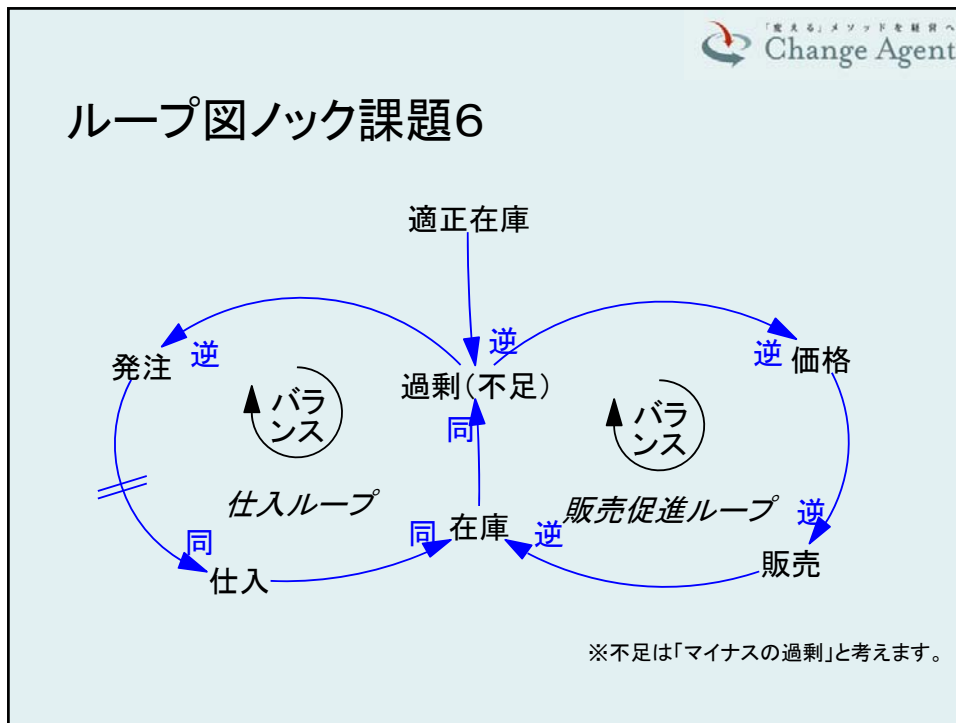 「変える」メソッドを経営へ
Change Agent
ループ図ノック課題6
適正在庫
逆
発注
逆
過剰（不足）
逆
価格
バラ
ンス
同
バラ
ンス
仕入ループ
販売促進ループ
同
同
在庫
逆
逆
仕入
販売
※不足は「マイナスの過剰」と考えます。